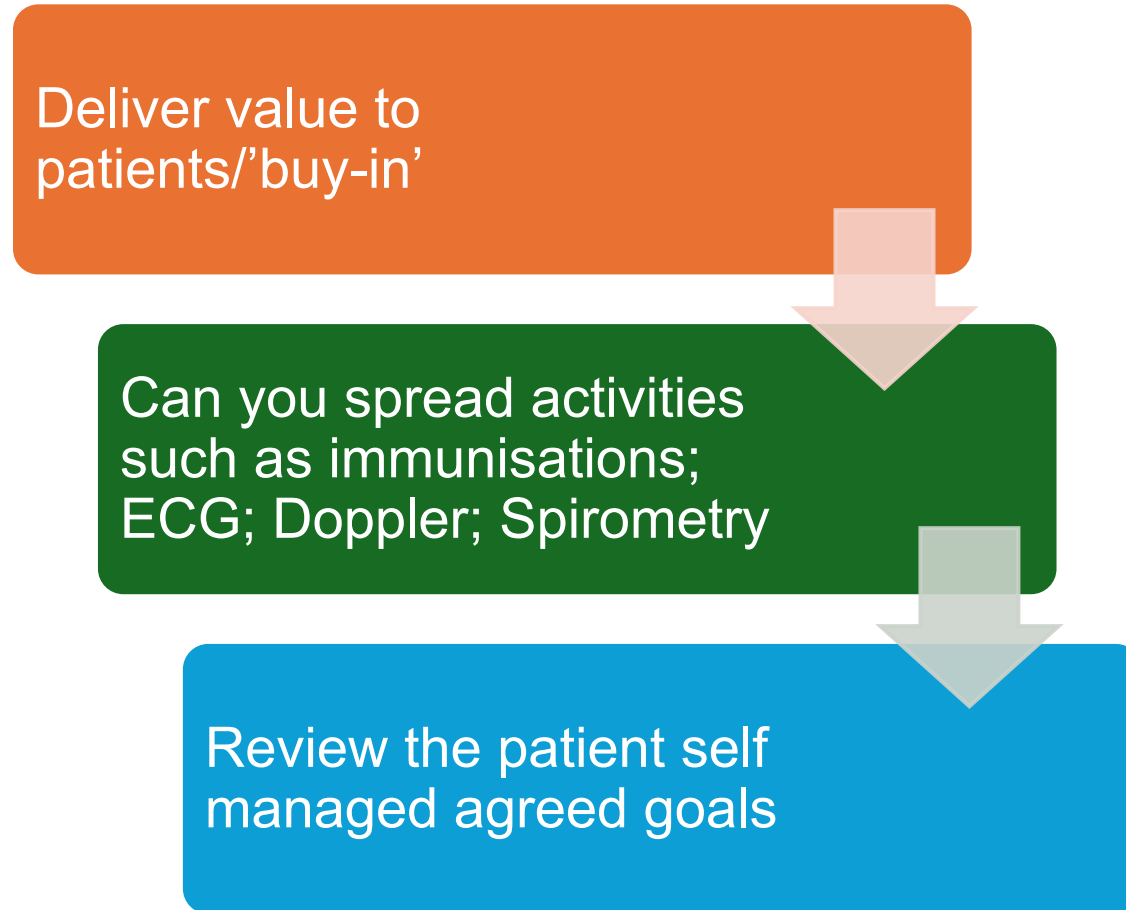 Deliver value to
patients/’buy-in’
Can you spread activities
such as immunisations;
ECG; Doppler; Spirometry
Review the patient self
managed agreed goals